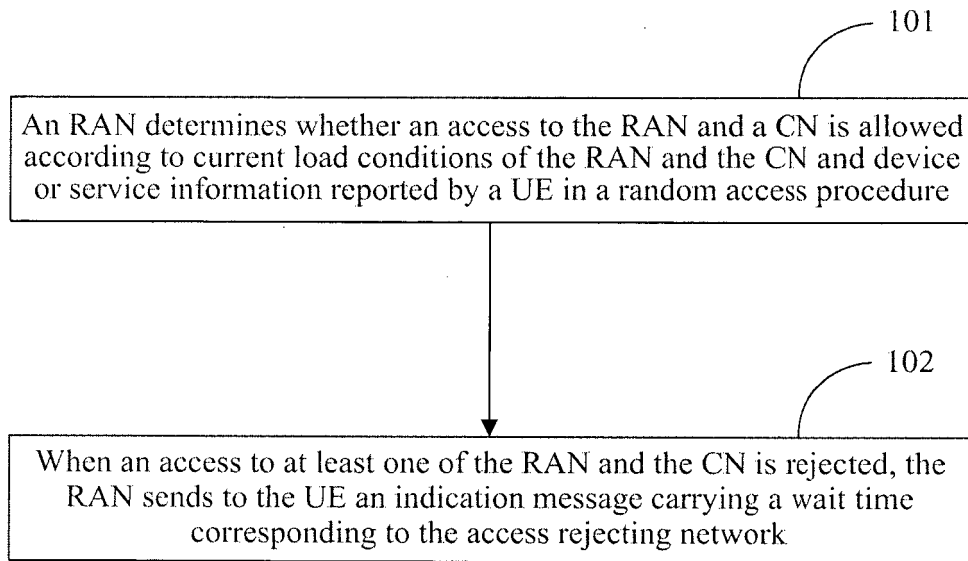 101
An RAN determines whether an access to the RAN and a CN is allowed
according to current load conditions of the RAN and the CN and device
or service information reported by a UE in a random access procedure
102
When an access to at least one of the RAN and the CN is rejected, the
RAN sends to the UE an indication message carrying a wait time
corresponding to the access rejecting network